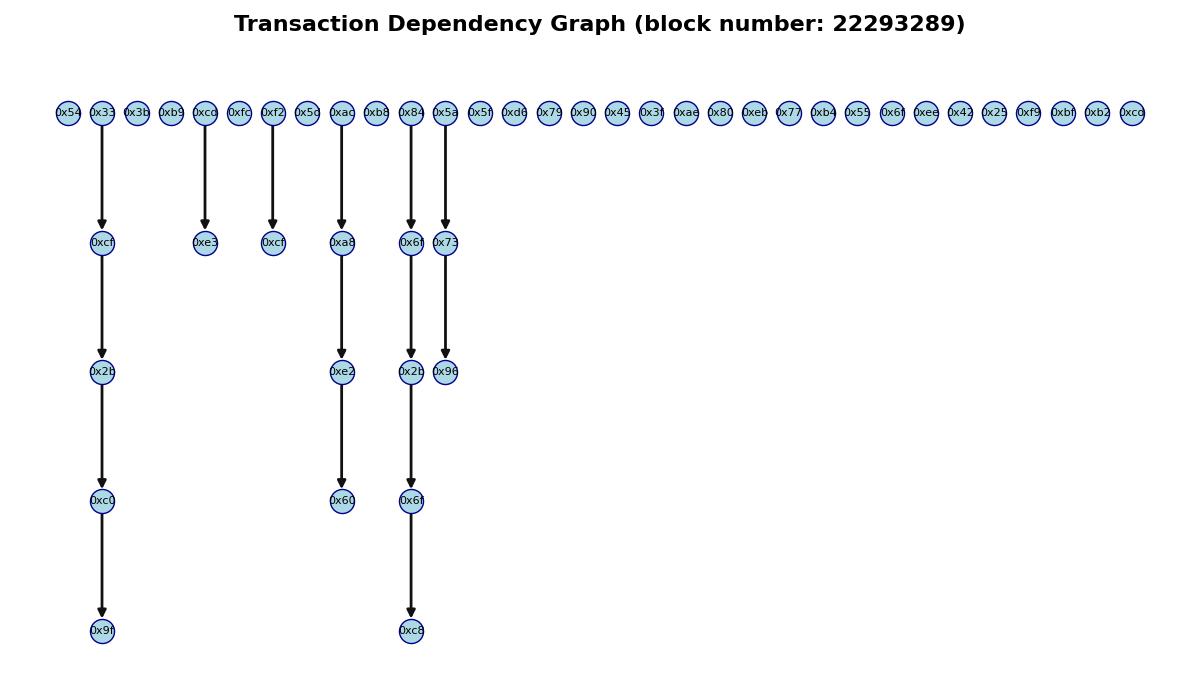 Transaction Dependency Graph (block number: 22293289)
0x54 0x33 0x3b 0xb9 0xcd 0xfc 0xf2 0x5d 0xac 0xb8 0x84 0x5a 0x5f 0xd6 0x79 0x90 0x45 0x3f 0xae 0x80 0xeb 0x77 0xb4 0x55 0x6f 0xee 0x42 0x25 0xf9 0xbf 0xb2 0xcd
0xcf 0xe3 0xcf 0xa8 0x6f 0x73
0x2b 0xe2 0x2b 0x96
0xc0 0x60 0x6f
0x9f 0xc8